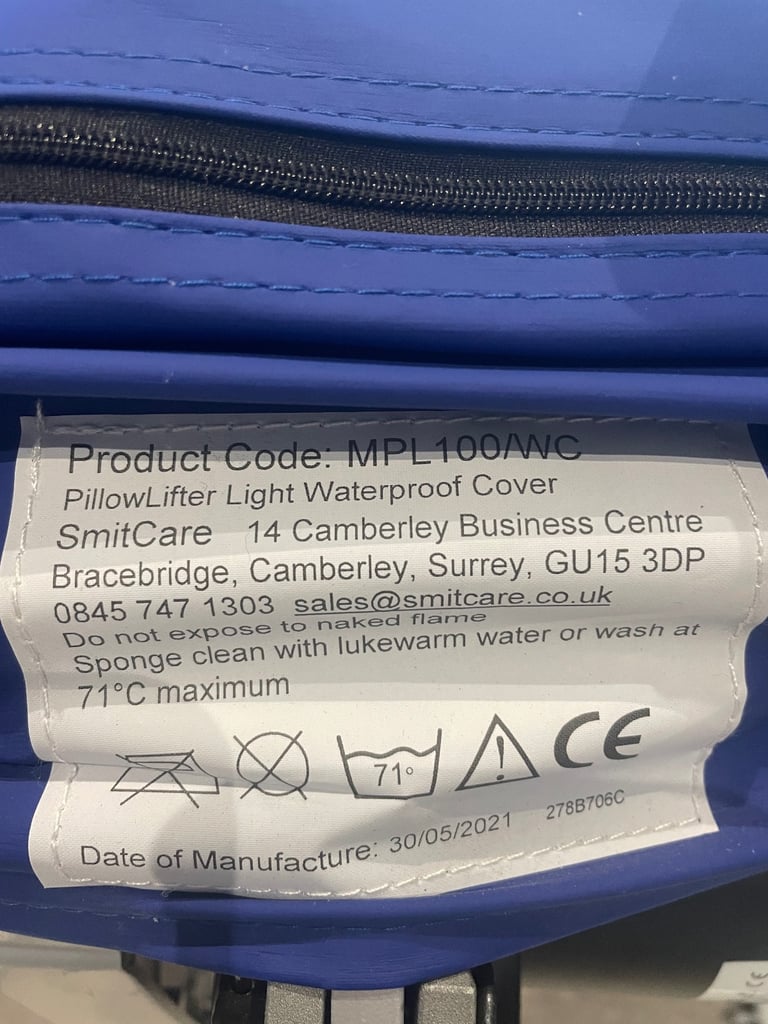 Product Code: MPL100/WC
PillowLifter Light Waterproof Cover
SmitCare 14 Camberley Business Centre
Bracebridge, Camberley, Surrey, GU15 3DP
0845 747 1303 sales@smitcare.co.uk
Do not expose to naked flame
Sponge clean with lukewarm water or wash at
71°C maximum
71° ! CE
Date of Manufacture: 30/05/2021 278B706C
CE